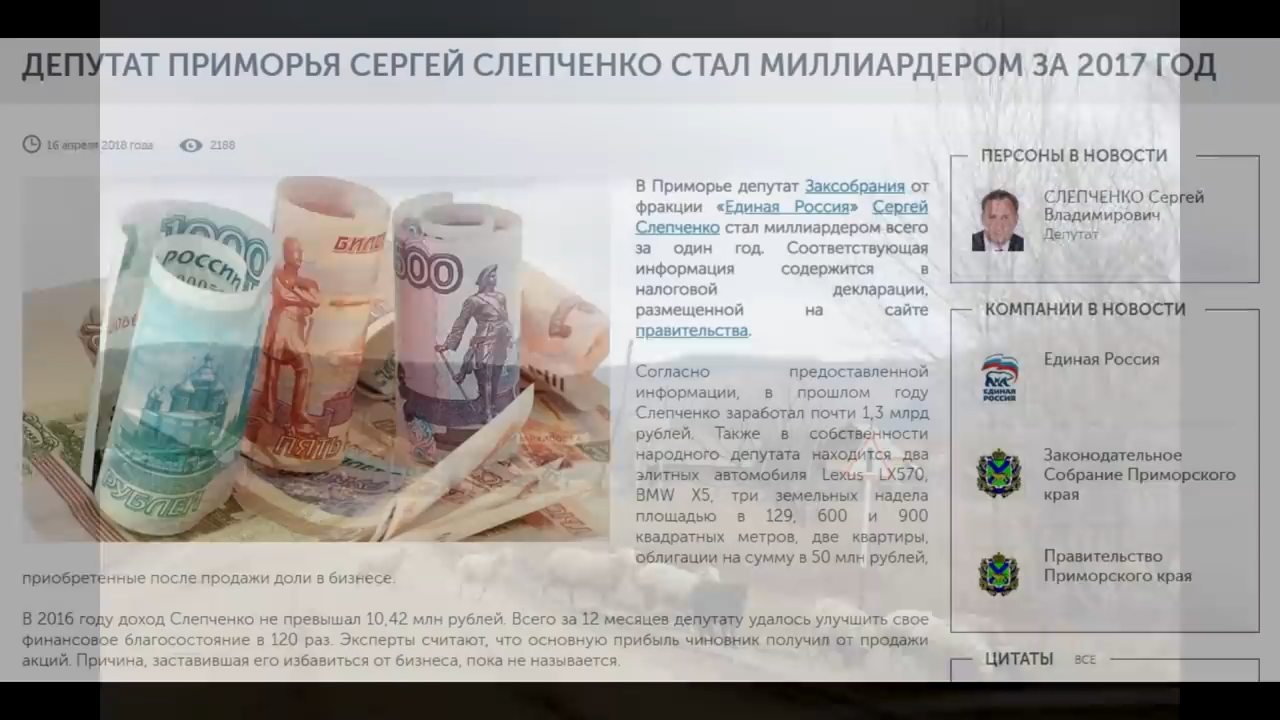 ДЕПУТАТ ПРИМОРЬЯ СЕРГЕЙ СЛЕПЧЕНКО СТАЛ МИЛЛИАРДЕРОМ ЗА 2017 ГОД
16 апреля 2018 года 2188
1000
РОССИИ
500
ПЯТЬ
РУБЛЕЙ
В Приморье депутат Заксобрания от
фракции «Единая Россия» Сергей
Слепченко стал миллиардером всего
за один год. Соответствующая
информация содержится в
налоговой декларации,
размещенной на сайте
правительства.
Согласно предоставленной
информации, в прошлом году
Слепченко заработал почти 1,3 млрд
рублей. Также в собственности
народного депутата находится два
элитных автомобиля Lexus LX570,
BMW X5, три земельных надела
площадью в 129, 600 и 900
квадратных метров, две квартиры,
облигации на сумму в 50 млн рублей,
приобретенные после продажи доли в бизнесе.
В 2016 году доход Слепченко не превышал 10,42 млн рублей. Всего за 12 месяцев депутату удалось улучшить свое
финансовое благосостояние в 120 раз. Эксперты считают, что основную прибыль чиновник получил от продажи
акций. Причина, заставившая его избавиться от бизнеса, пока не называется.
ПЕРСОНЫ В НОВОСТИ
СЛЕПЧЕНКО Сергей
Владимирович
Депутат
КОМПАНИИ В НОВОСТИ
ЕДИНАЯ
РОССИЯ
Единая Россия
Законодательное
Собрание Приморского
края
Правительство
Приморского края
ЦИТАТЫ ВСЕ